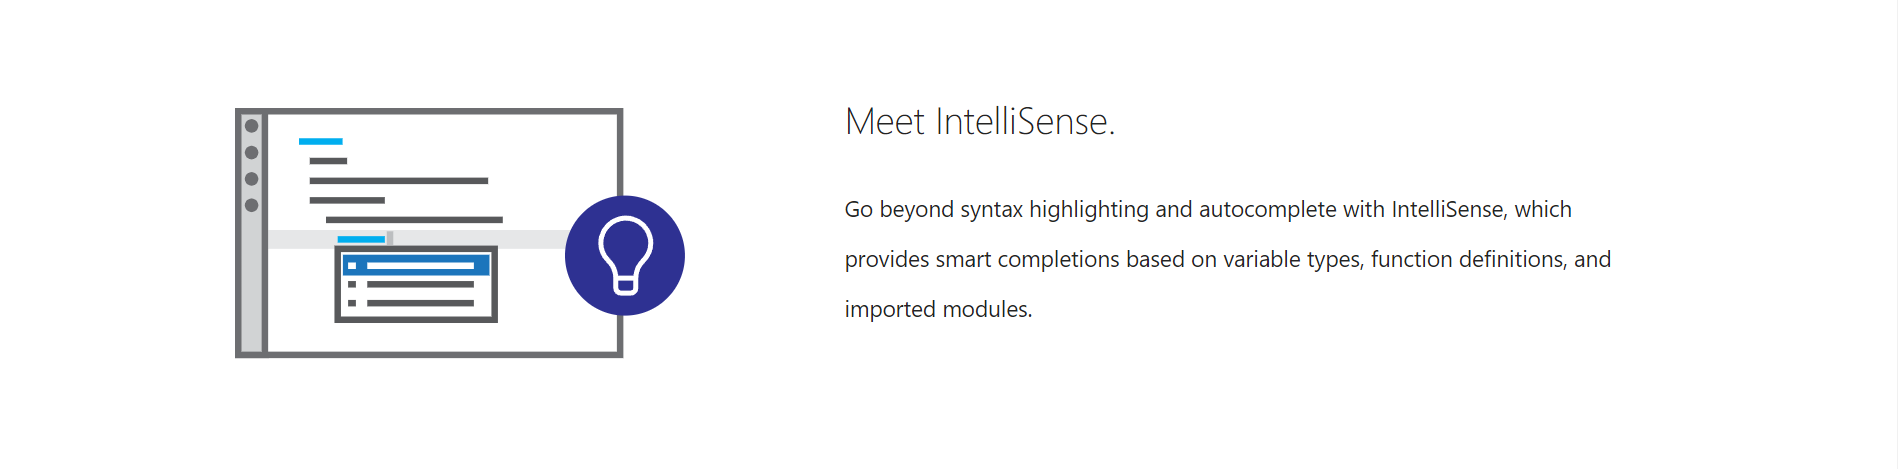 Meet IntelliSense.
Go beyond syntax highlighting and autocomplete with IntelliSense, which
provides smart completions based on variable types, function definitions, and
imported modules.